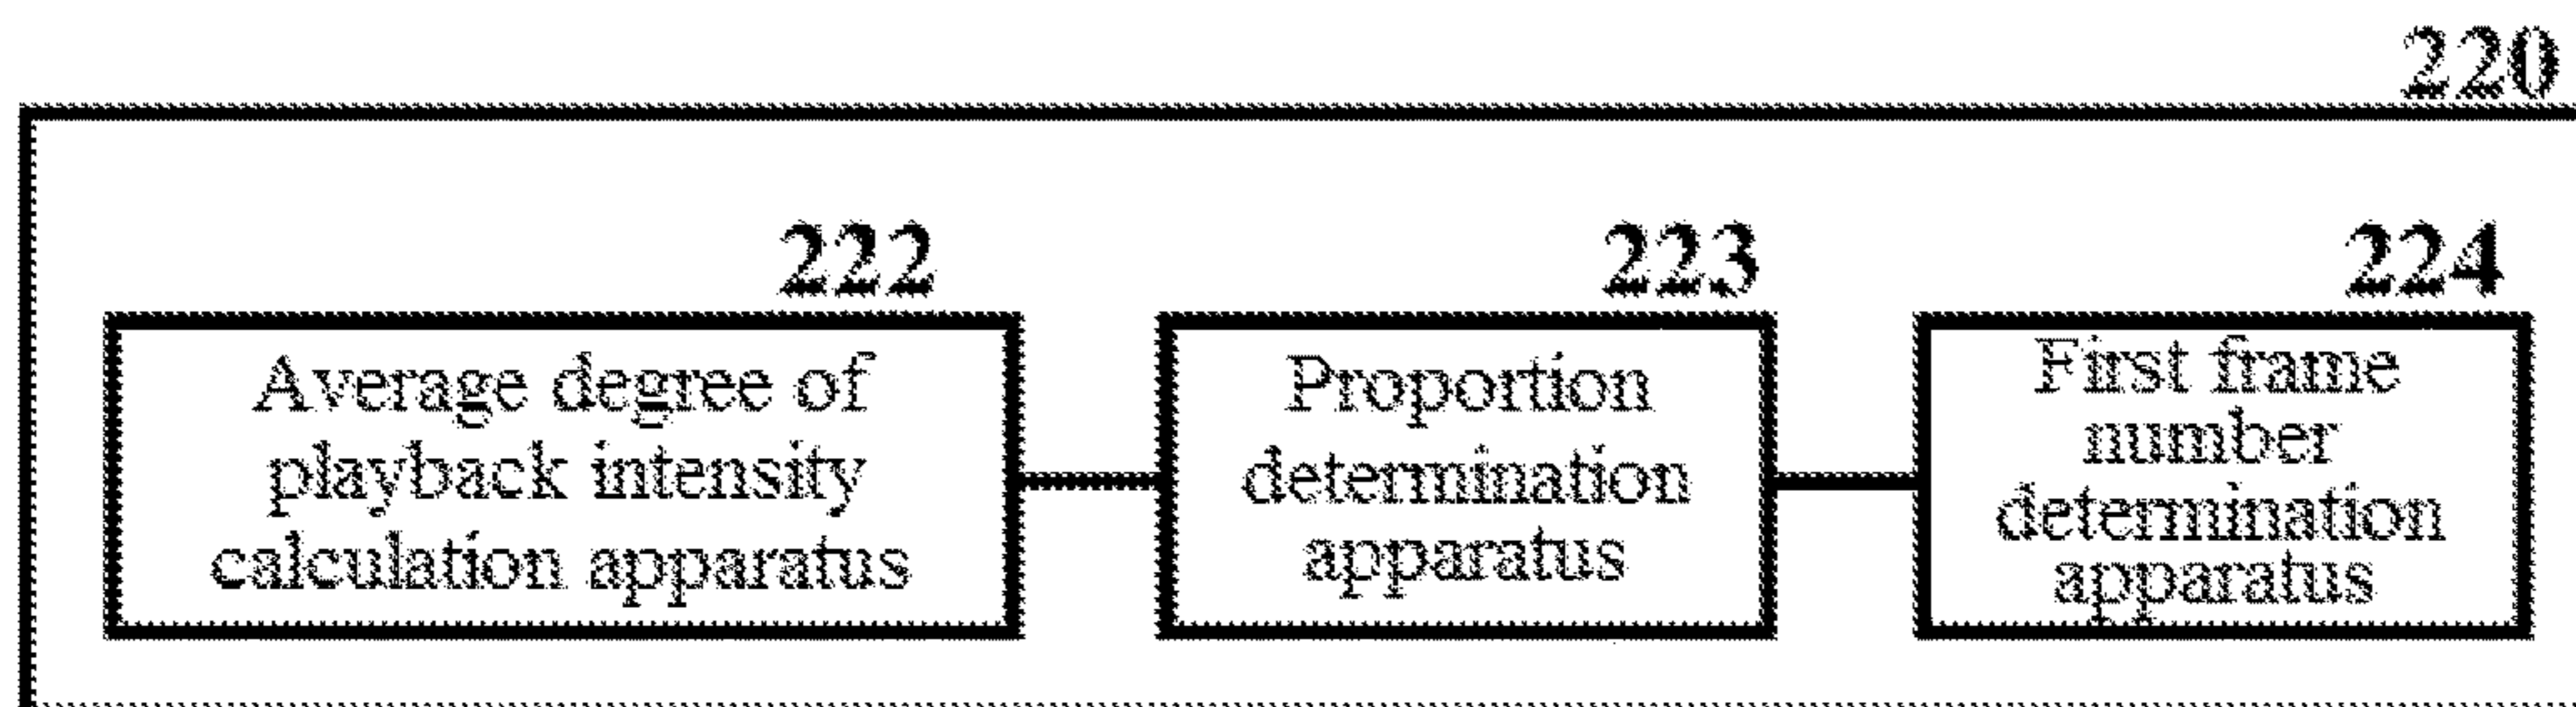 220
222
Average degree of
playback intensity
calculation apparatus
223
Proportion
determination
apparatus
224
First frame
number
determination
apparatus